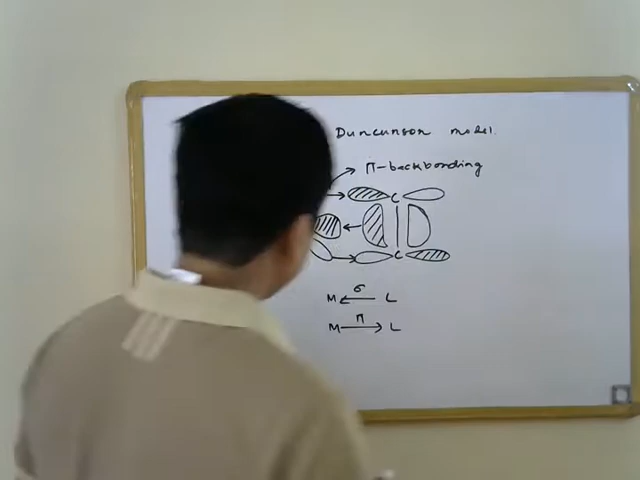 Duncunson model.
π-backbonding
C
C
σ
M ← L
π
M → L